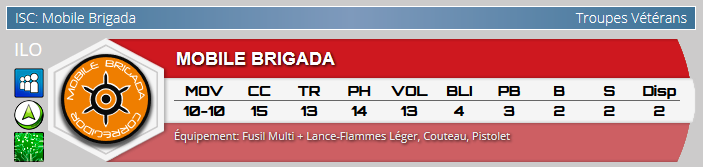 ISC: Mobile Brigada
Troupes Vétérans
ILO
MOBILE BRIGADA
CORREGIDOR
MOBILE BRIGADA
MOV CC TR PH VOL BLI PB B S Disp
10-10 15 13 14 13 4 3 2 2 2
Équipement: Fusil Multi + Lance-Flammes Léger, Couteau, Pistolet